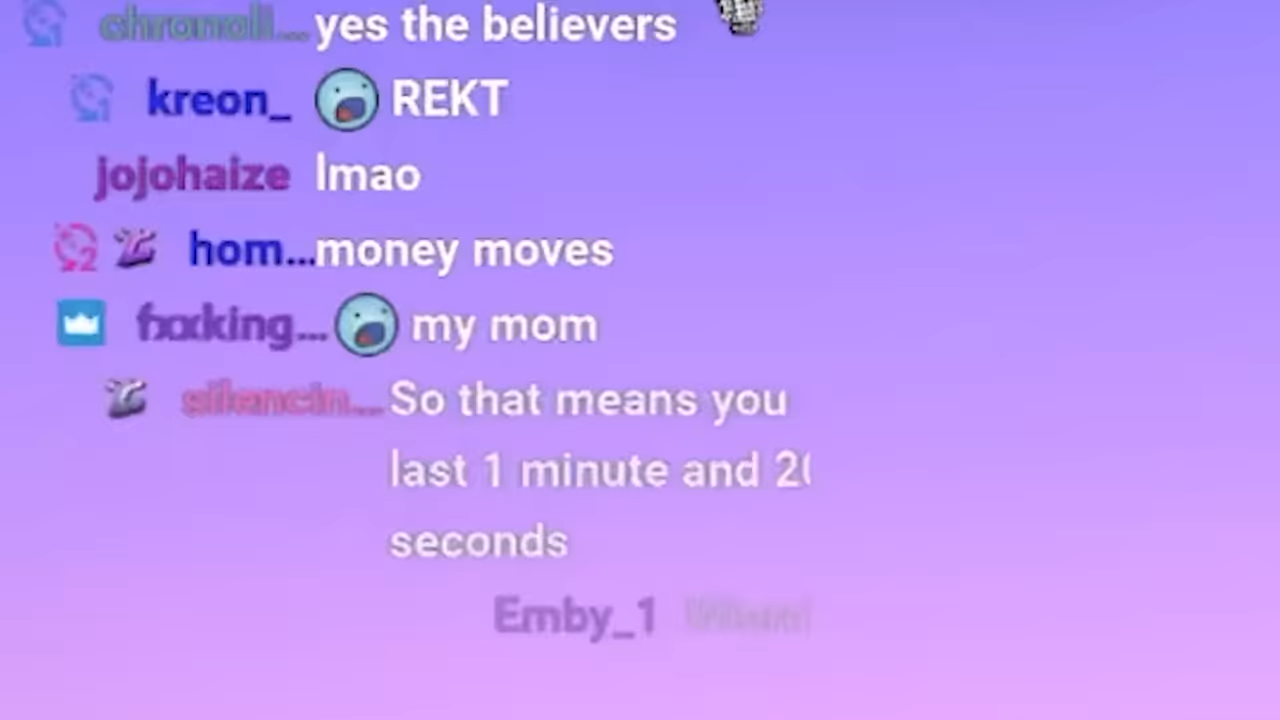 yes the believers
kreon_ REKT
jojohaize lmao
hom...money moves
fxxking... my mom
So that means you
last 1 minute and
seconds
Emby_1